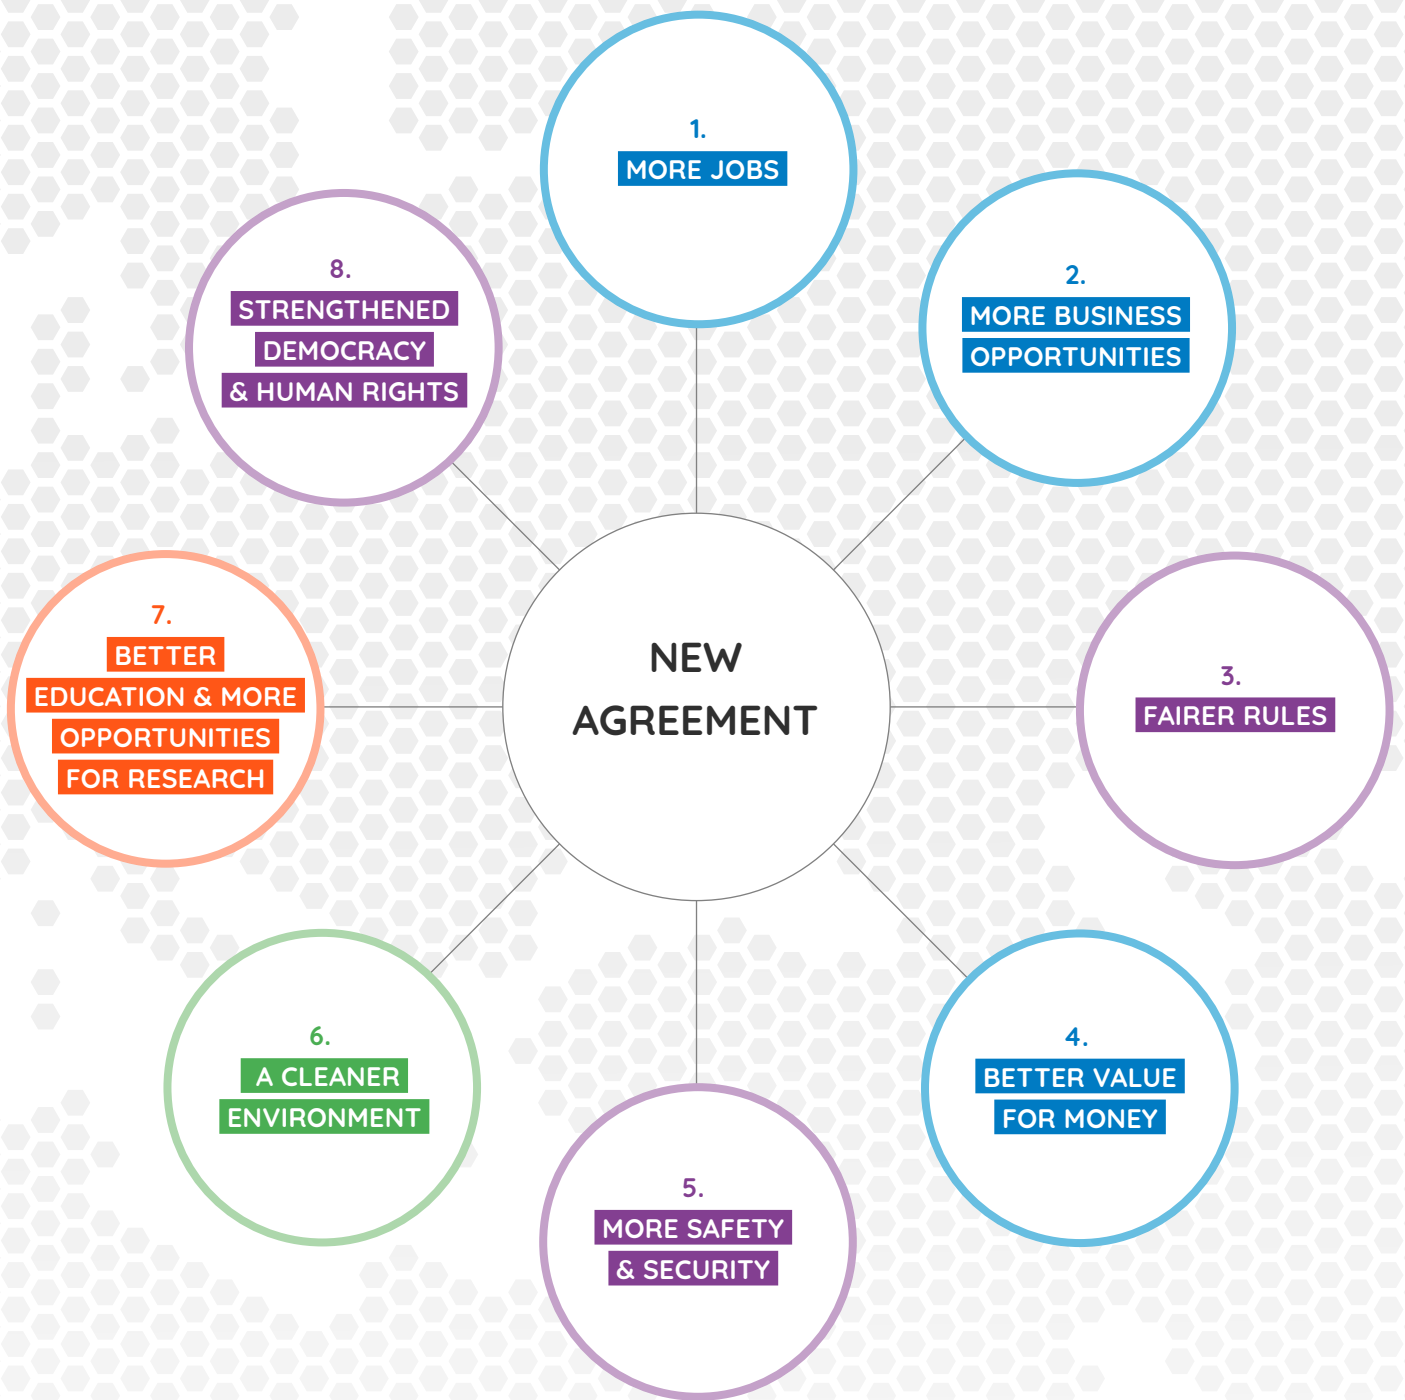 1.
MORE JOBS
2.
MORE BUSINESS
OPPORTUNITIES
3.
FAIRER RULES
4.
BETTER VALUE
FOR MONEY
5.
MORE SAFETY
& SECURITY
6.
A CLEANER
ENVIRONMENT
7.
BETTER
EDUCATION & MORE
OPPORTUNITIES
FOR RESEARCH
8.
STRENGTHENED
DEMOCRACY
& HUMAN RIGHTS
NEW
AGREEMENT